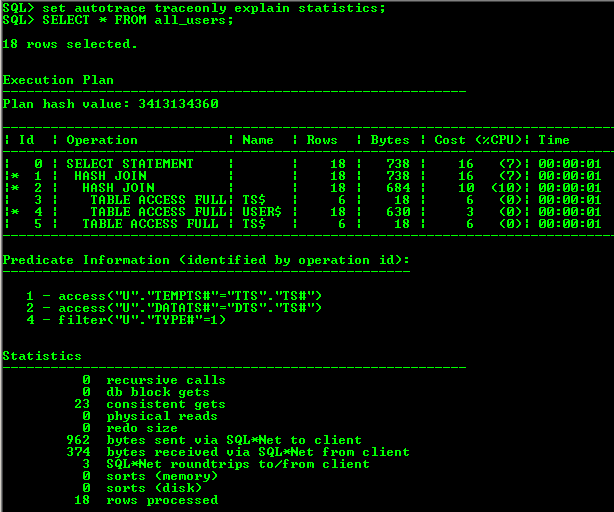 SQL> set autotrace traceonly explain statistics;
SQL> SELECT * FROM all_users;
18 rows selected.
Execution Plan
----------------------------------------------------------
Plan hash value: 3413134360
-----------------------------------------------------------------------------
| Id  | Operation           | Name  | Rows  | Bytes | Cost (%CPU)| Time
-----------------------------------------------------------------------------
|   0 | SELECT STATEMENT    |       |    18 |   738 |    16   (7)| 00:00:01
|*  1 |  HASH JOIN          |       |    18 |   738 |    16   (7)| 00:00:01
|*  2 |   HASH JOIN         |       |    18 |   684 |    10  (10)| 00:00:01
|   3 |    TABLE ACCESS FULL| TS$   |     6 |    18 |     6   (0)| 00:00:01
|*  4 |    TABLE ACCESS FULL| USER$ |    18 |   630 |     3   (0)| 00:00:01
|   5 |   TABLE ACCESS FULL | TS$   |     6 |    18 |     6   (0)| 00:00:01
-----------------------------------------------------------------------------
Predicate Information (identified by operation id):
---------------------------------------------------
1 - access("U"."TEMPTS#"="TTS"."TS#")
2 - access("U"."DATATS#"="DTS"."TS#")
4 - filter("U"."TYPE#"=1)
Statistics
----------------------------------------------------------
0  recursive calls
0  db block gets
23  consistent gets
0  physical reads
0  redo size
962  bytes sent via SQL*Net to client
374  bytes received via SQL*Net from client
3  SQL*Net roundtrips to/from client
0  sorts (memory)
0  sorts (disk)
18  rows processed